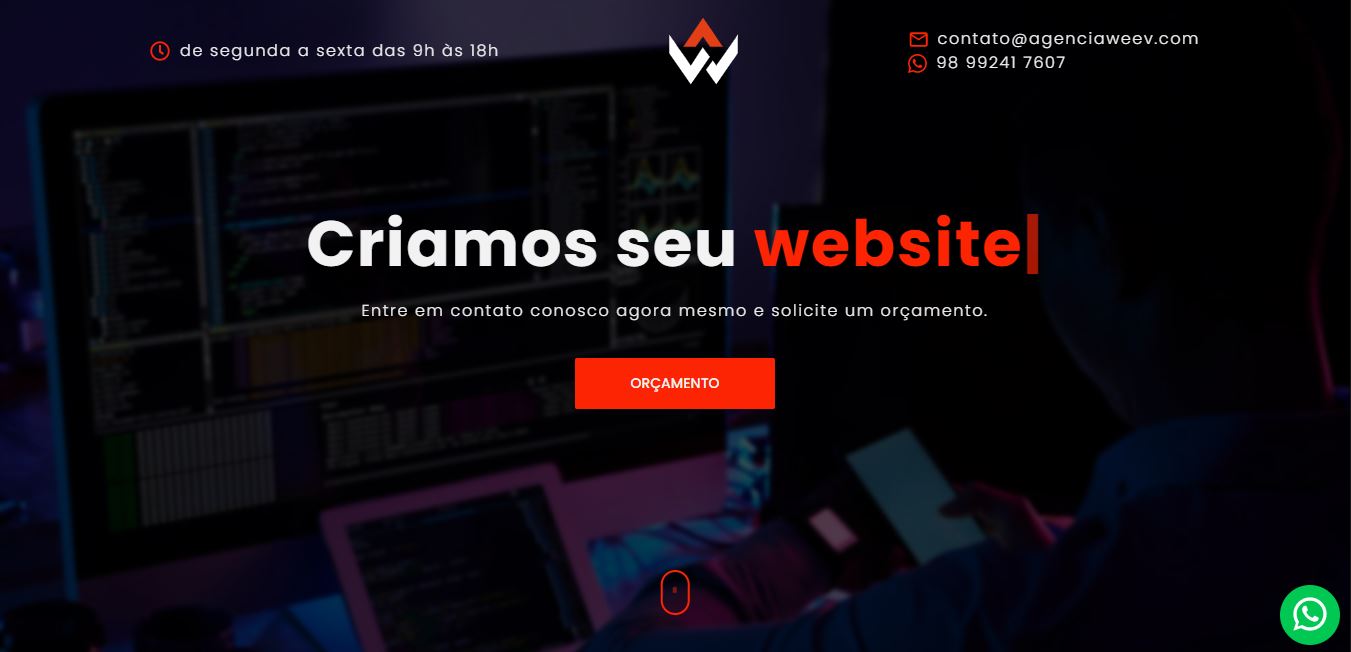 de segunda a sexta das 9h às 18h
contato@agenciaweev.com
98 99241 7607
Criamos seu website
Entre em contato conosco agora mesmo e solicite um orçamento.
ORÇAMENTO